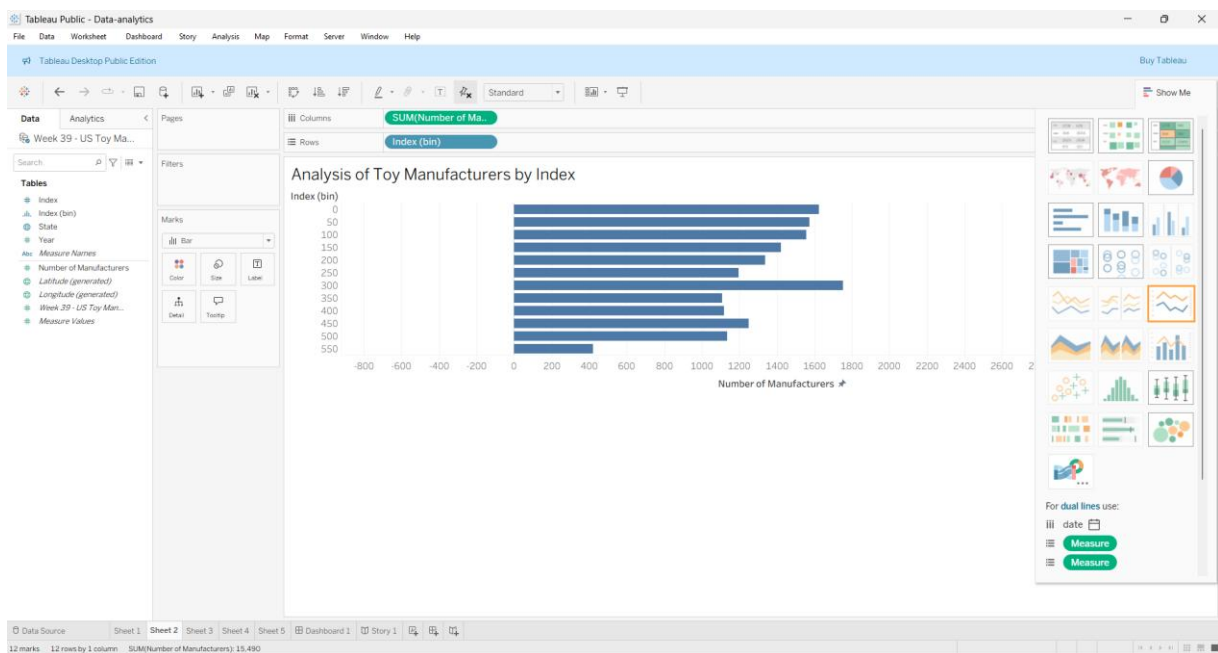 Tableau Public - Data-analytics
File Data Worksheet Dashboard Story Analysis Map Format Server Window Help
Tableau Desktop Public Edition Buy Tableau
Standard Show Me
Data Analytics
Week 39 - US Toy Ma...
Search
Tables
Index
Index (bin)
State
Year
Abc Measure Names
Number of Manufacturers
Latitude (generated)
Longitude (generated)
Week 39 - US Toy Man...
Measure Values
Pages
Filters
Marks
Bar
Color Size Label
Detail Tooltip
Columns SUM(Number of Ma..
Rows Index (bin)
Analysis of Toy Manufacturers by Index
Index (bin)
0
50
100
150
200
250
300
350
400
450
500
550
-800 -600 -400 -200 0 200 400 600 800 1000 1200 1400 1600 1800 2000 2200 2400 2600 2
Number of Manufacturers
For dual lines use:
date
Measure
Measure
Data Source Sheet 1 Sheet 2 Sheet 3 Sheet 4 Sheet 5 Dashboard 1 Story 1
12 marks 12 rows by 1 column SUM(Number of Manufacturers): 15,490